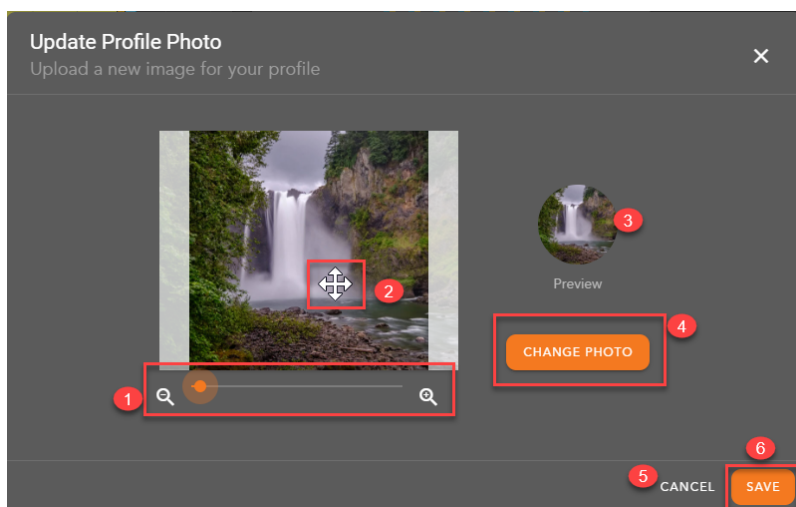 Update Profile Photo
Upload a new image for your profile
2
3
Preview
4
CHANGE PHOTO
1
6
5
CANCEL
SAVE